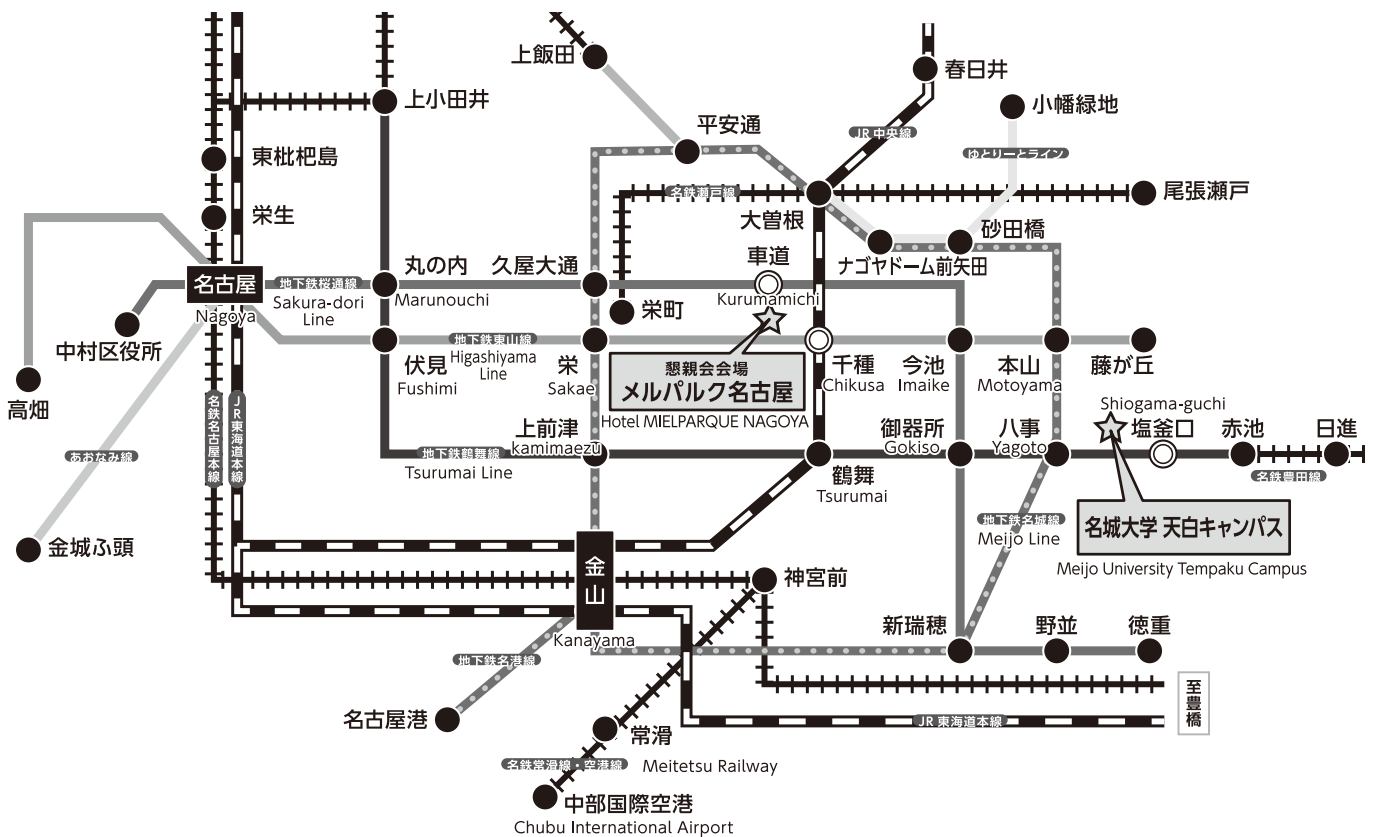 上飯田
春日井
上小田井
小幡緑地
平安通
JR中央線
東枇杷島
ゆとりーとライン
名鉄瀬戸線
尾張瀬戸
栄生
大曽根
砂田橋
丸の内
久屋大通
車道
ナゴヤドーム前矢田
名古屋
地下鉄桜通線
Sakura-dori
Line
Marunouchi
Kurumamichi
Nagoya
栄町
中村区役所
地下鉄東山線
Higashiyama
Line
伏見
Fushimi
栄
Sakae
懇親会会場
メルパルク名古屋
Hotel MIELPARQUE NAGOYA
千種
Chikusa
今池
Imaike
本山
Motoyama
藤が丘
高畑
名鉄名古屋本線
JR東海道本線
Shiogama-guchi
上前津
kamimaezu
御器所
Gokiso
八事
Yagoto
塩釜口
赤池
日進
あおなみ線
地下鉄鶴舞線
Tsurumai Line
鶴舞
Tsurumai
名鉄豊田線
地下鉄名城線
Meijo Line
名城大学 天白キャンパス
Meijo University Tempaku Campus
金城ふ頭
金山
Kanayama
神宮前
新瑞穂
野並
徳重
地下鉄名港線
至豊橋
名古屋港
JR東海道本線
常滑
名鉄常滑線・空港線
Meitetsu Railway
中部国際空港
Chubu International Airport